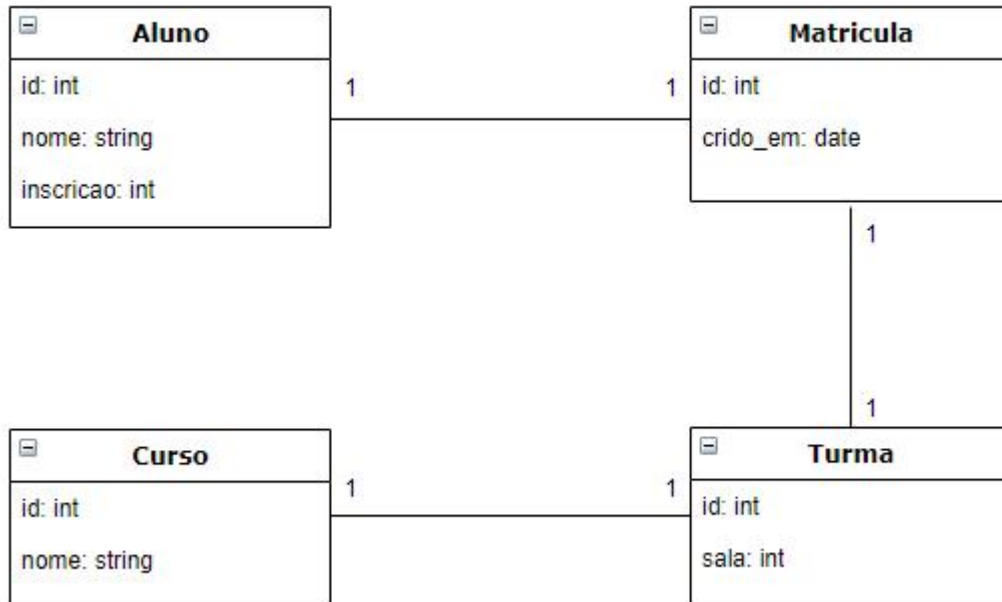 Aluno
id: int
nome: string
inscricao: int
1
1
Matricula
id: int
crido_em: date
1
1
Curso
id: int
nome: string
1
1
Turma
id: int
sala: int